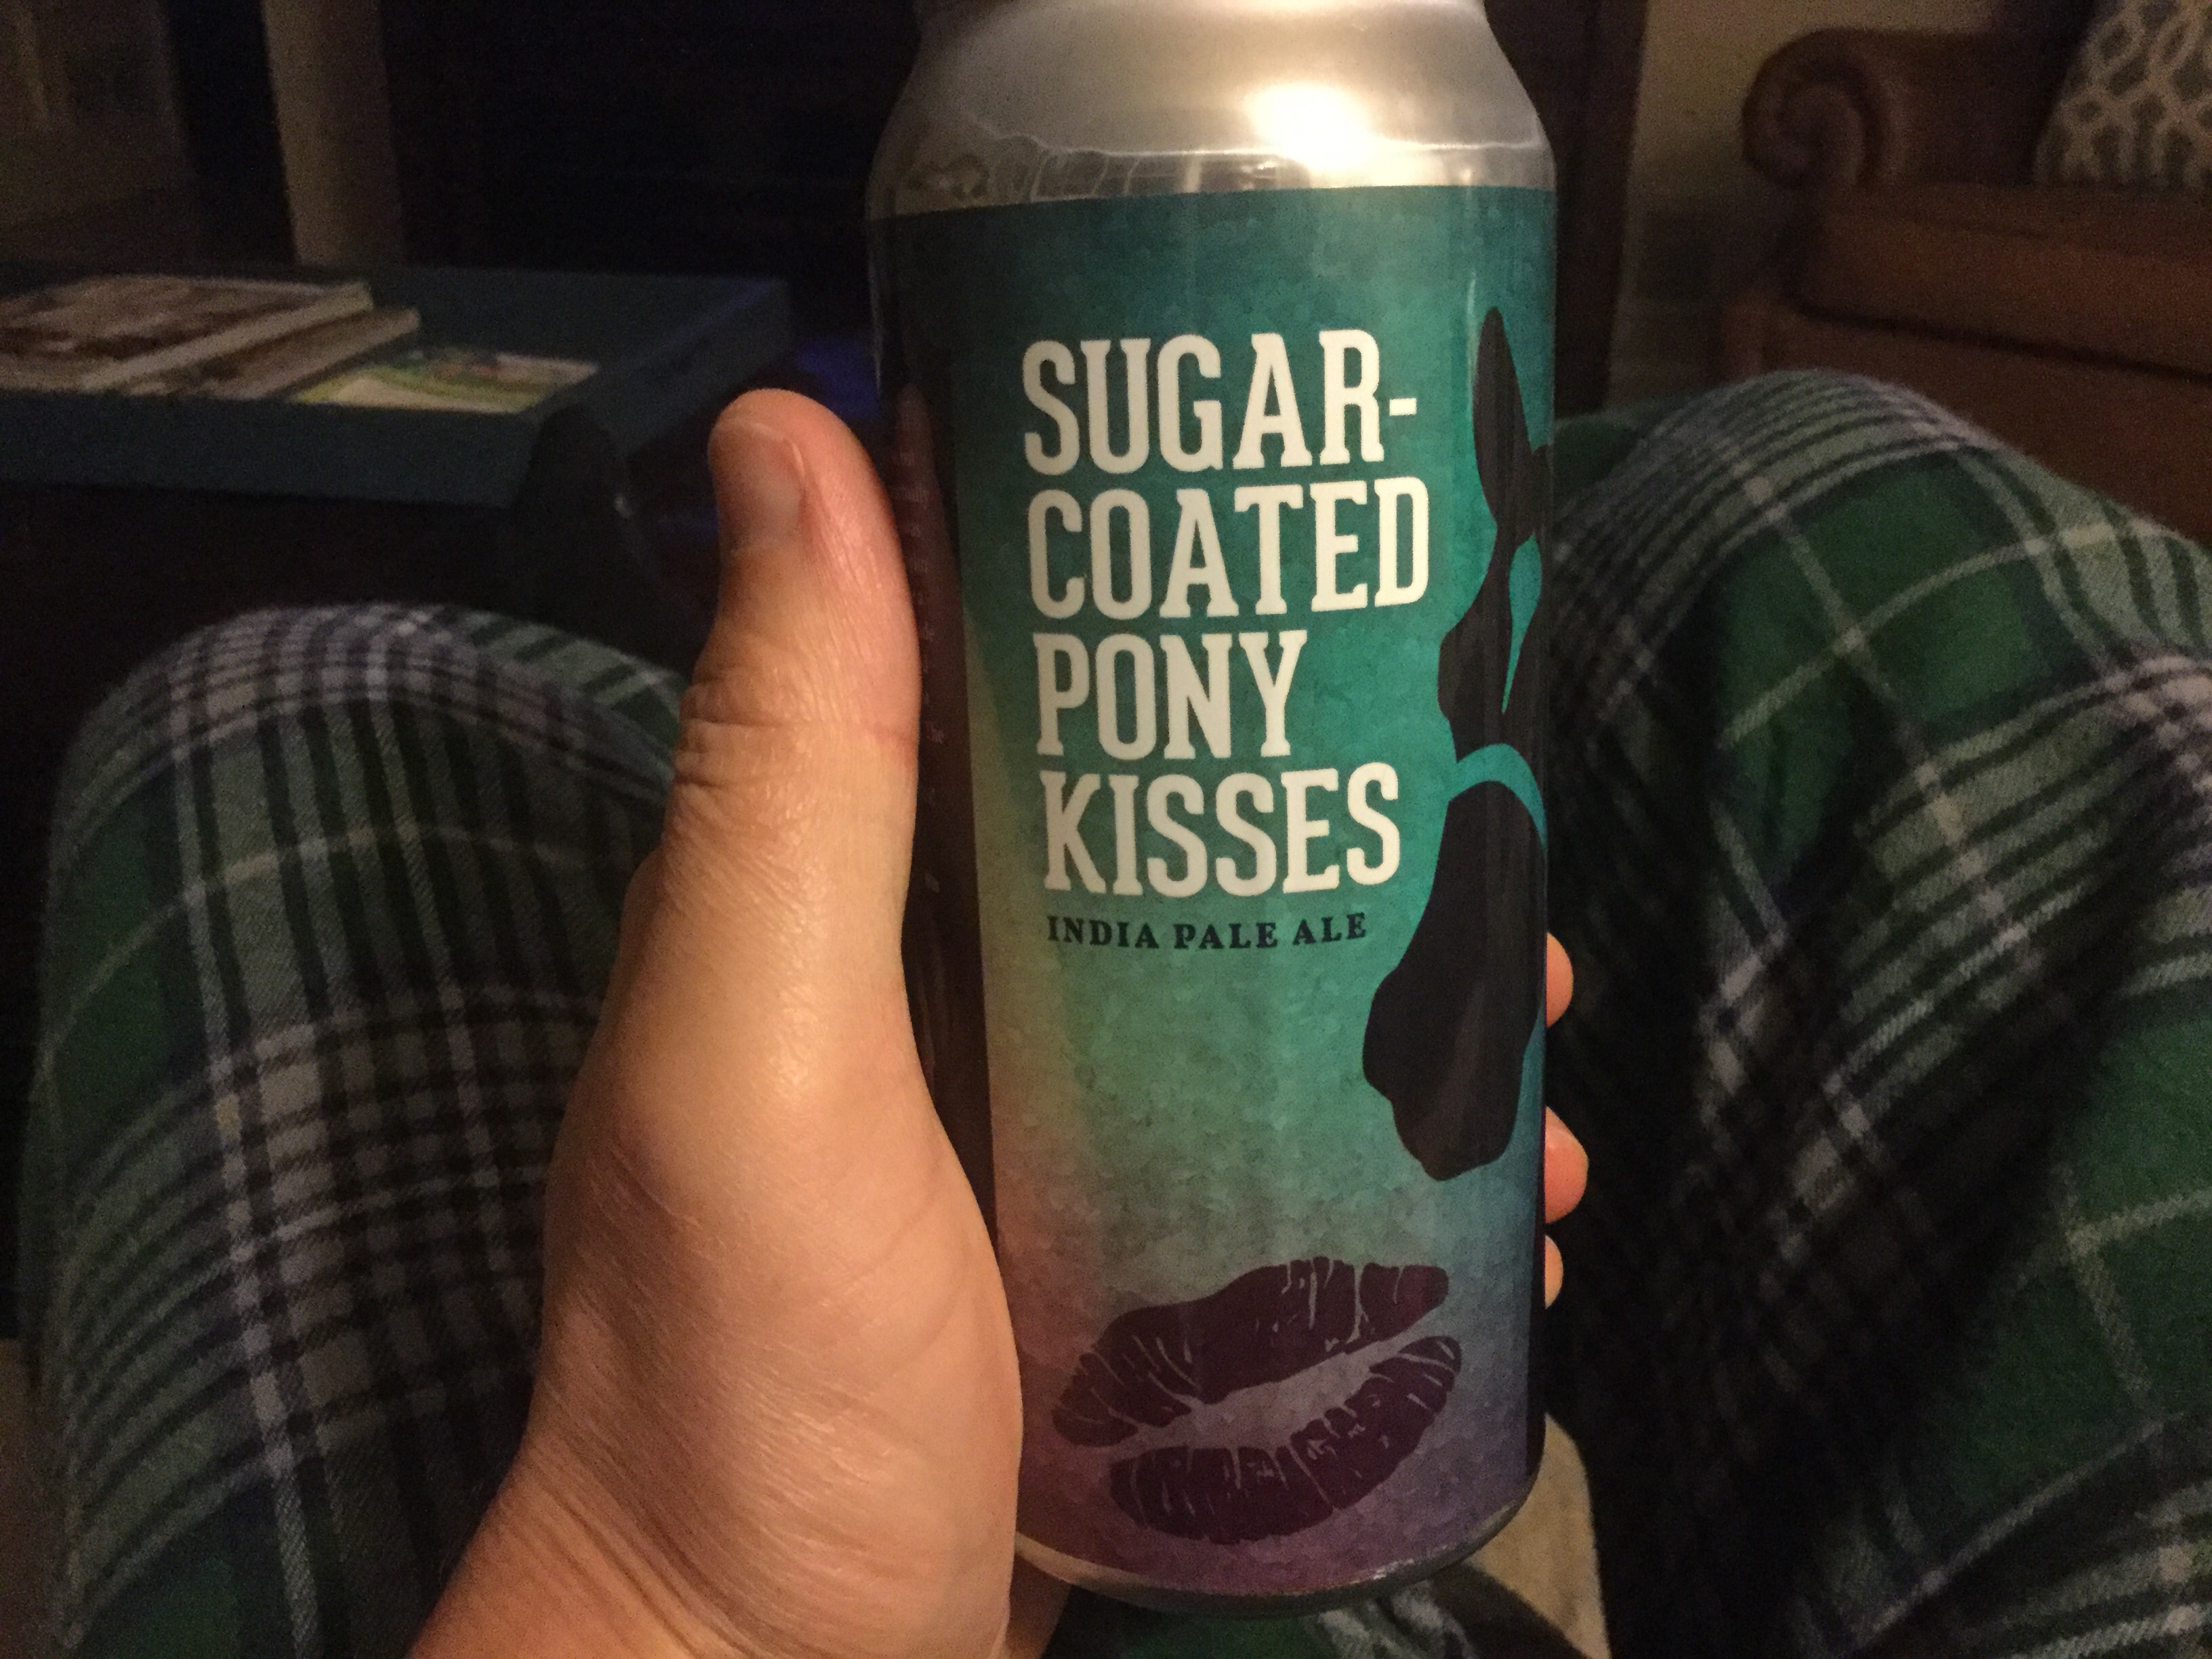 SUGAR-
COATED
PONY
KISSES
INDIA PALE ALE